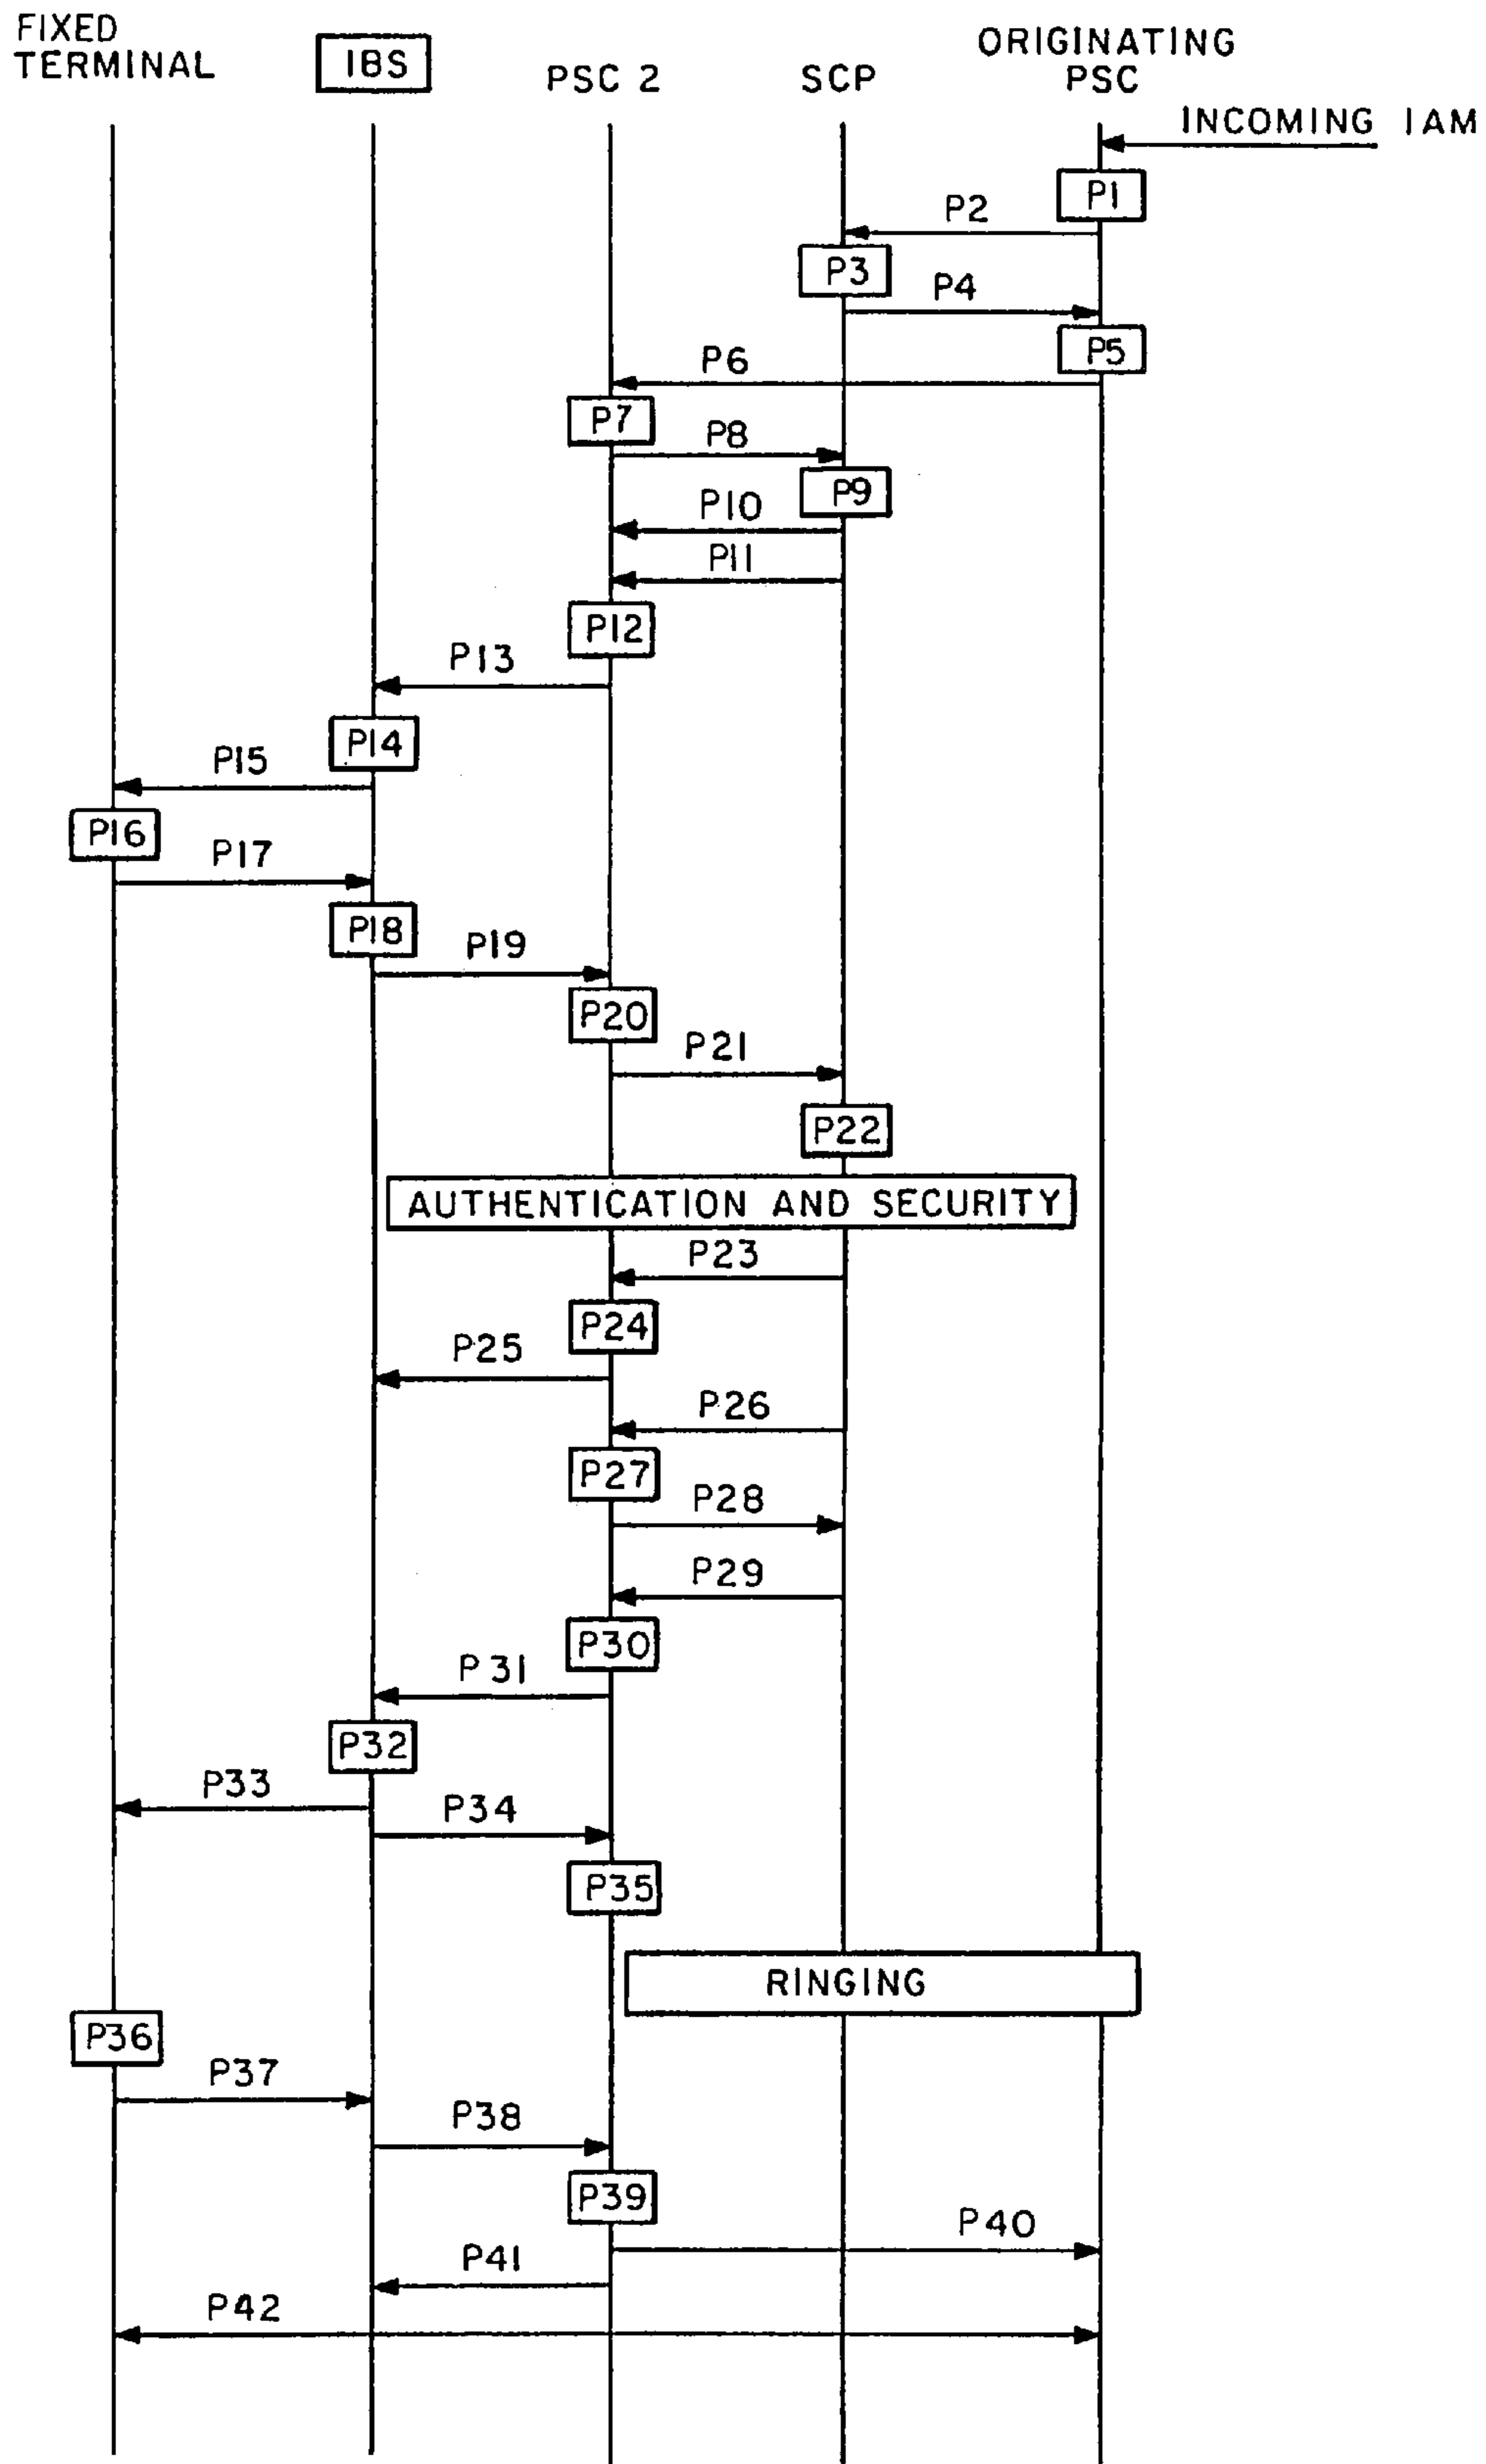 FIXED
TERMINAL
IBS
PSC 2
SCP
ORIGINATING
PSC
INCOMING IAM
P1
P2
P3
P4
P5
P6
P7
P8
P9
P10
P11
P12
P13
P14
P15
P16
P17
P18
P19
P20
P21
P22
AUTHENTICATION AND SECURITY
P23
P24
P25
P26
P27
P28
P29
P30
P31
P32
P33
P34
P35
RINGING
P36
P37
P38
P39
P40
P41
P42